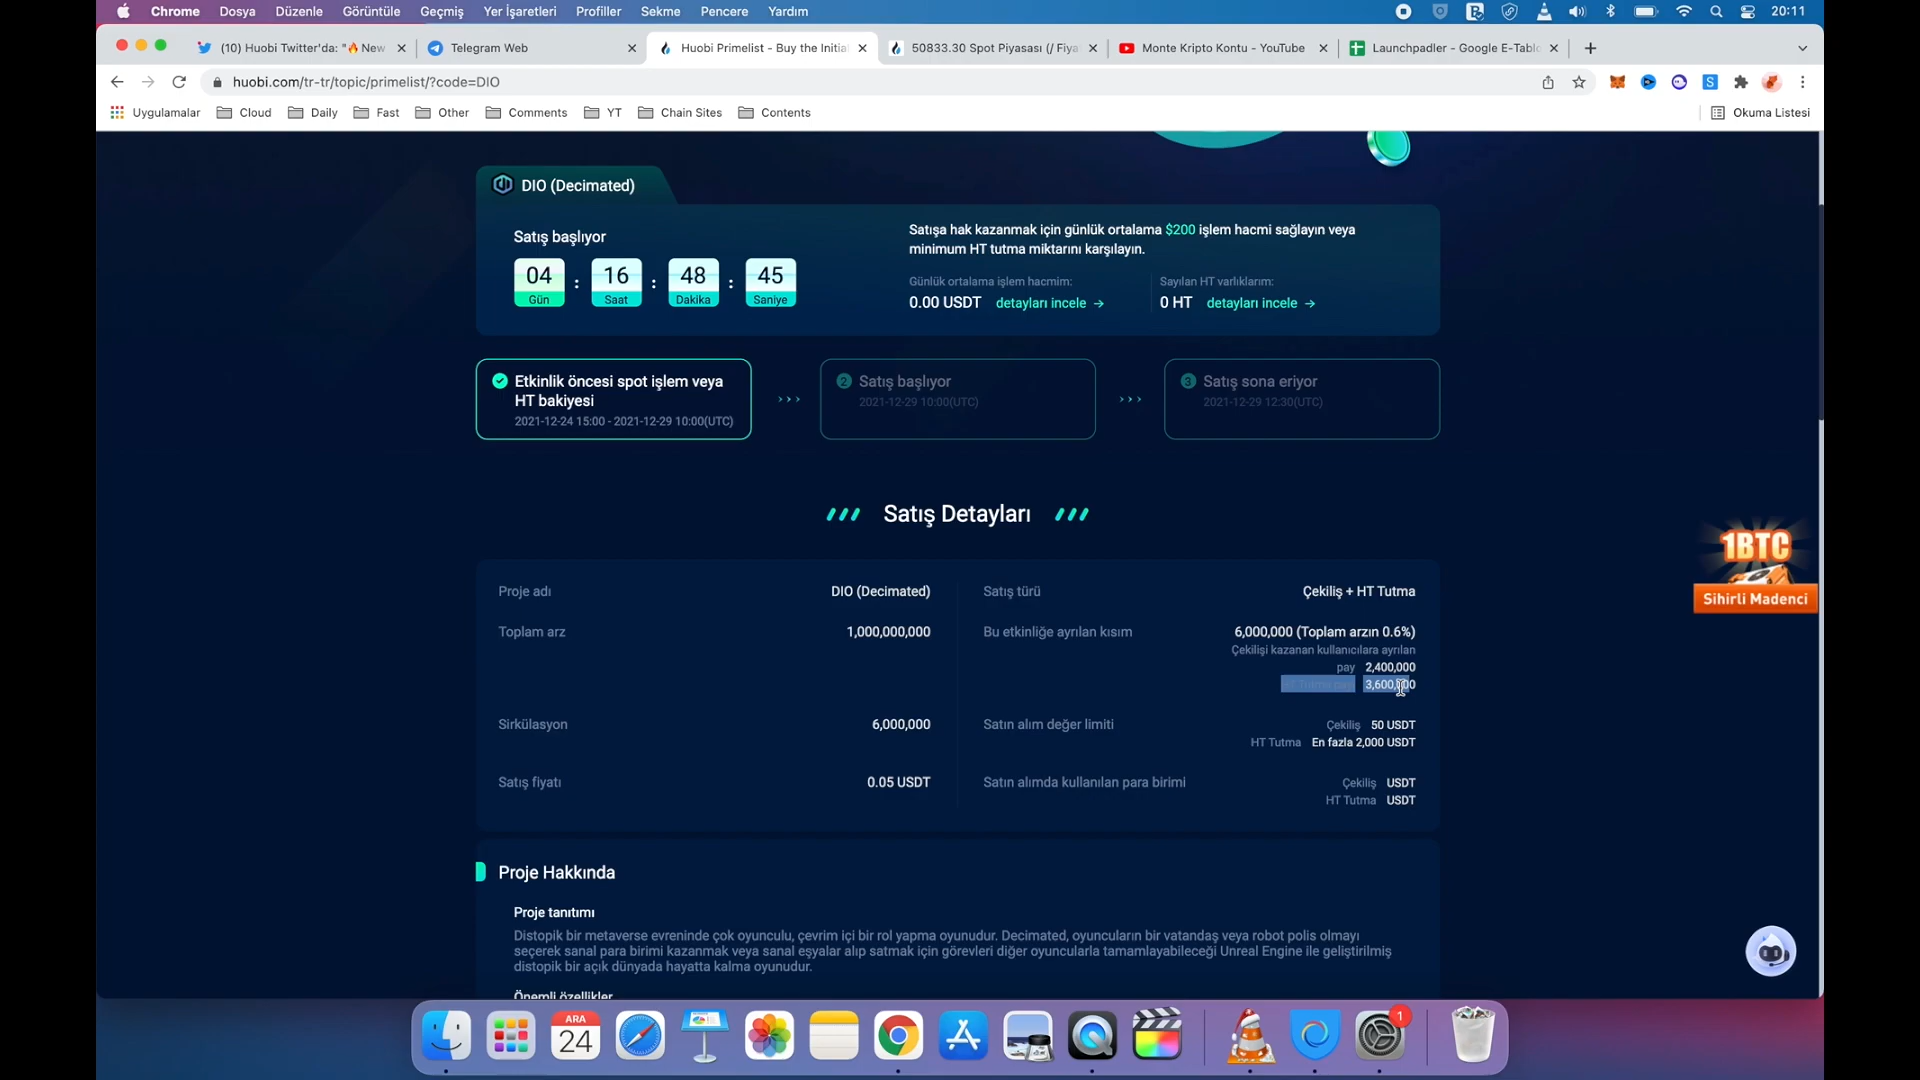 Chrome Dosya Düzenle Görüntüle Geçmiş Yer İşaretleri Profiller Sekme Pencere Yardım 20:11
(10) Huobi Twitter'da: "🔥New
Telegram Web
Huobi Primelist - Buy the Initia
50833.30 Spot Piyasası (/ Fiya
Monte Kripto Kontu - YouTube
Launchpadler - Google E-Tablo
huobi.com/tr-tr/topic/primelist/?code=DIO
Uygulamalar Cloud Daily Fast Other Comments YT Chain Sites Contents Okuma Listesi
DIO (Decimated)
Satış başlıyor
04 : 16 : 48 : 45
Gün Saat Dakika Saniye
Satışa hak kazanmak için günlük ortalama $200 işlem hacmi sağlayın veya
minimum HT tutma miktarını karşılayın.
Günlük ortalama işlem hacmim:
0.00 USDT detayları incele →
Sayılan HT varlıklarım:
0 HT detayları incele →
Etkinlik öncesi spot işlem veya
HT bakiyesi
2021-12-24 15:00 - 2021-12-29 10:00(UTC)
2 Satış başlıyor
2021-12-29 10:00(UTC)
3 Satış sona eriyor
2021-12-29 12:30(UTC)
Satış Detayları
Proje adı DIO (Decimated)
Toplam arz 1,000,000,000
Sirkülasyon 6,000,000
Satış fiyatı 0.05 USDT
Satış türü Çekiliş + HT Tutma
Bu etkinliğe ayrılan kısım 6,000,000 (Toplam arzın 0.6%)
Çekilişi kazanan kullanıcılara ayrılan
pay 2,400,000
HT Tutma payı 3,600,000
Satın alım değer limiti Çekiliş 50 USDT
HT Tutma En fazla 2,000 USDT
Satın alımda kullanılan para birimi Çekiliş USDT
HT Tutma USDT
1BTC
Sihirli Madenci
Proje Hakkında
Proje tanıtımı
Distopik bir metaverse evreninde çok oyunculu, çevrim içi bir rol yapma oyunudur. Decimated, oyuncuların bir vatandaş veya robot polis olmayı
seçerek sanal para birimi kazanmak veya sanal eşyalar alıp satmak için görevleri diğer oyuncularla tamamlayabileceği Unreal Engine ile geliştirilmiş
distopik bir açık dünyada hayatta kalma oyunudur.
Önemli özellikler
ARA
24
1